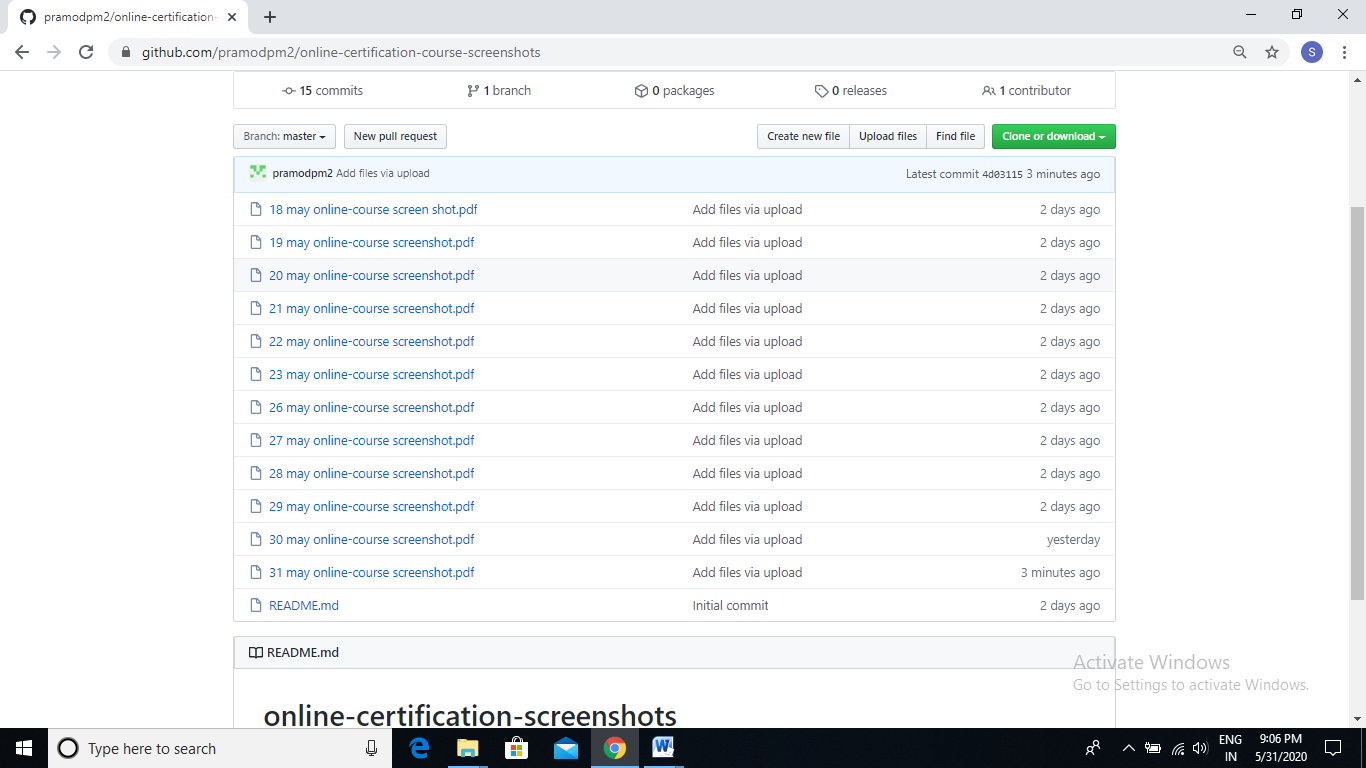 pramodpm2/online-certification-
github.com/pramodpm2/online-certification-course-screenshots
15 commits 1 branch 0 packages 0 releases 1 contributor
Branch: master New pull request Create new file Upload files Find file Clone or download
pramodpm2 Add files via upload Latest commit 4d03115 3 minutes ago
18 may online-course screen shot.pdf Add files via upload 2 days ago
19 may online-course screenshot.pdf Add files via upload 2 days ago
20 may online-course screenshot.pdf Add files via upload 2 days ago
21 may online-course screenshot.pdf Add files via upload 2 days ago
22 may online-course screenshot.pdf Add files via upload 2 days ago
23 may online-course screenshot.pdf Add files via upload 2 days ago
26 may online-course screenshot.pdf Add files via upload 2 days ago
27 may online-course screenshot.pdf Add files via upload 2 days ago
28 may online-course screenshot.pdf Add files via upload 2 days ago
29 may online-course screenshot.pdf Add files via upload 2 days ago
30 may online-course screenshot.pdf Add files via upload yesterday
31 may online-course screenshot.pdf Add files via upload 3 minutes ago
README.md Initial commit 2 days ago
README.md
online-certification-screenshots
Activate Windows
Go to Settings to activate Windows.
Type here to search
ENG 9:06 PM
IN 5/31/2020
S